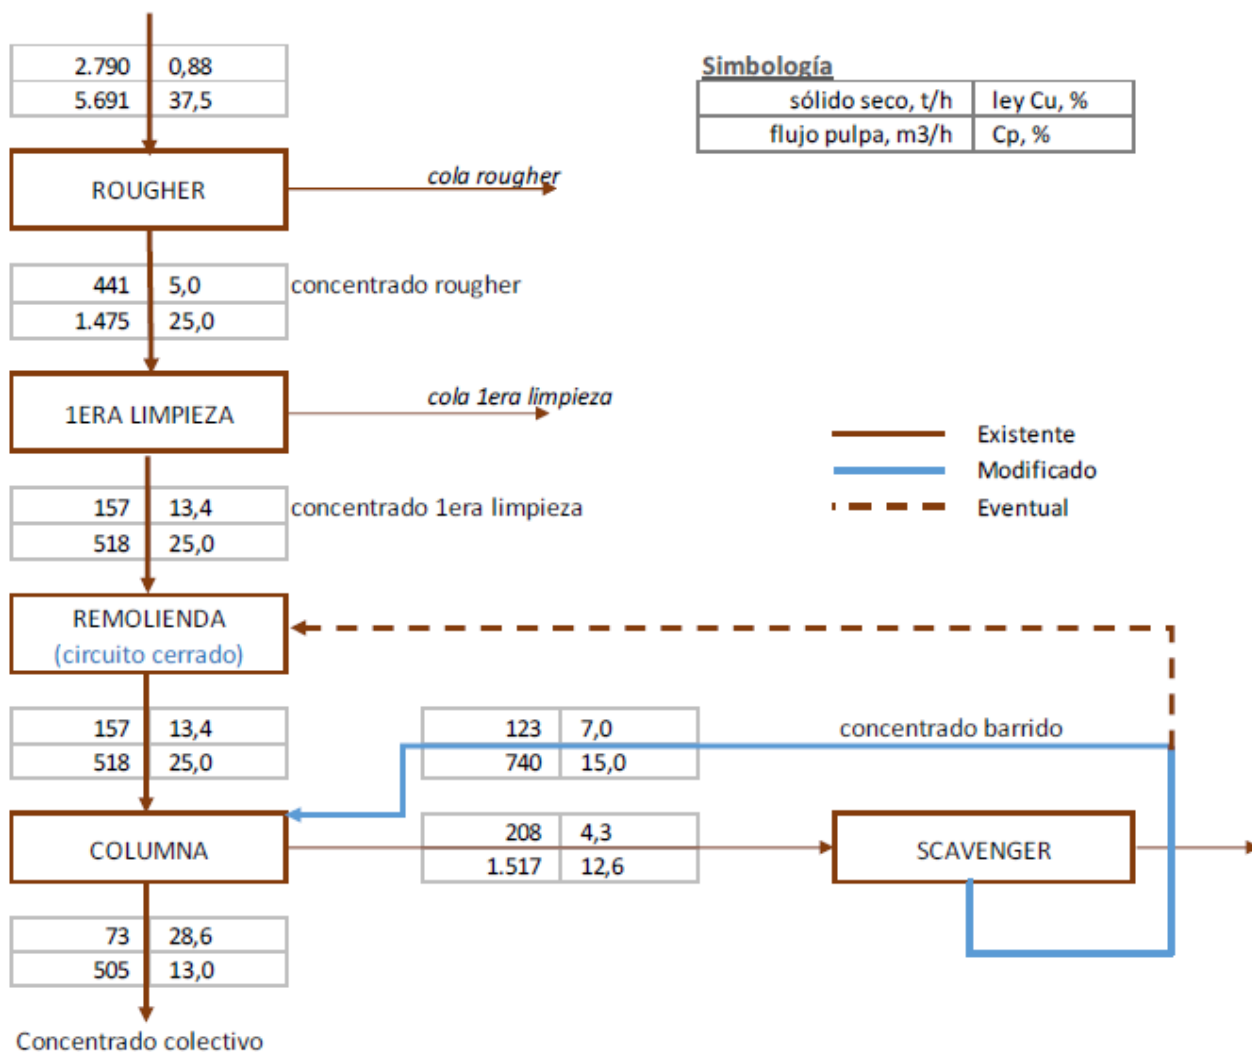 2.790 0,88
5.691 37,5
Simbología
sólido seco, t/h ley Cu, %
flujo pulpa, m3/h Cp, %
ROUGHER
cola rougher
441 5,0 concentrado rougher
1.475 25,0
1ERA LIMPIEZA
cola 1era limpieza
Existente
Modificado
Eventual
157 13,4 concentrado 1era limpieza
518 25,0
REMOLIENDA
(circuito cerrado)
157 13,4
518 25,0
123 7,0
740 15,0
concentrado barrido
COLUMNA
208 4,3
1.517 12,6
SCAVENGER
73 28,6
505 13,0
Concentrado colectivo